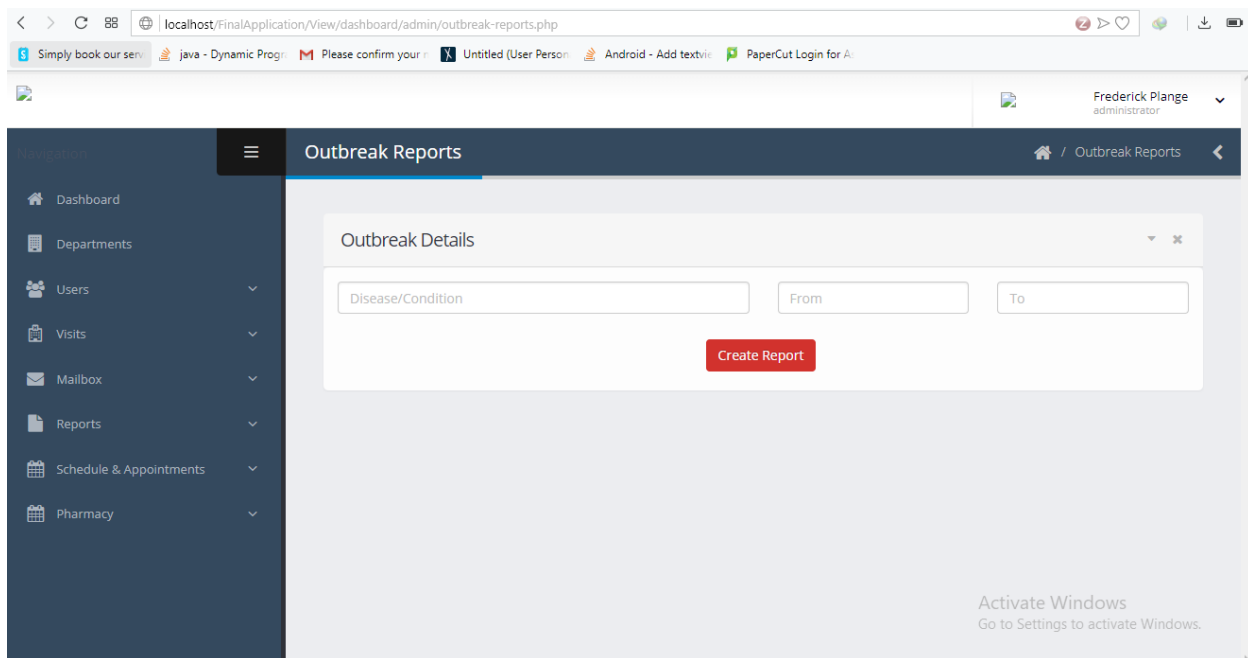 localhost/FinalApplication/View/dashboard/admin/outbreak-reports.php
Simply book our serv java - Dynamic Progr Please confirm your Untitled (User Person Android - Add textvie PaperCut Login for A
Frederick Plange
administrator
Navigation
Outbreak Reports
/ Outbreak Reports
Dashboard
Departments
Users
Visits
Mailbox
Reports
Schedule & Appointments
Pharmacy
Outbreak Details
Disease/Condition From To
Create Report
Activate Windows
Go to Settings to activate Windows.